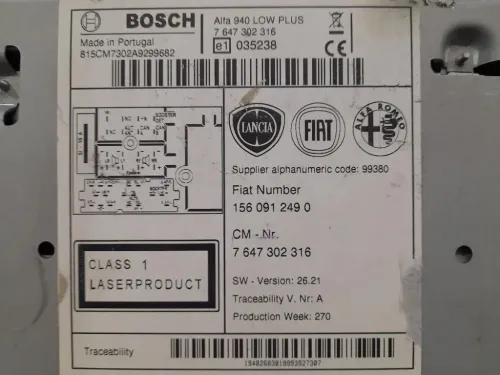 BOSCH
Alfa 940 LOW PLUS
7 647 302 316
Made in Portugal
e1 035238
CE
815CM7302A9299682
LANCIA
FIAT
ALFA ROMEO
Supplier alphanumeric code: 99380
Fiat Number
156 091 249 0
CM - Nr.
7 647 302 316
CLASS 1
LASERPRODUCT
SW - Version: 26.21
Traceability V. Nr: A
Production Week: 270
Traceability